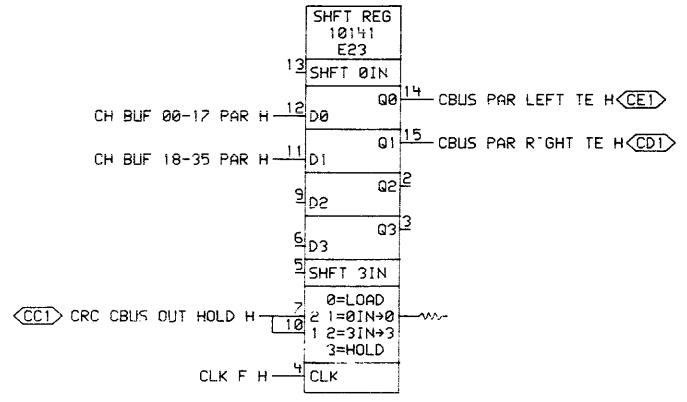 SHFT REG
10141
E23
13 SHFT 0IN
Q0 14 CBUS PAR LEFT TE H CE1
CH BUF 00-17 PAR H 12 D0
Q1 15 CBUS PAR R GHT TE H CD1
CH BUF 18-35 PAR H 11 D1
Q2 2
9 D2
Q3 3
6 D3
5 SHFT 3IN
0=LOAD
CC1 CRC CBUS OUT HOLD H 7 2 1=0IN→0
10 1 2=3IN→3
3=HOLD
CLK F H 4 CLK